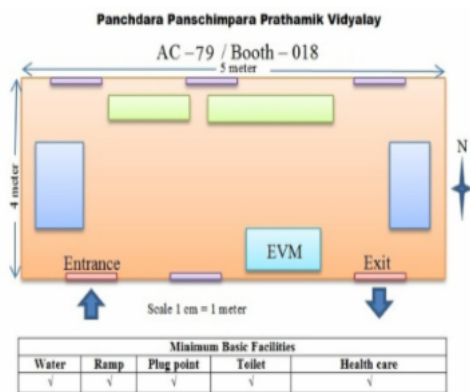 Panchdara Panschimpara Prathamik Vidyalay
AC – 79 / Booth – 018
5 meter
4 meter
N
EVM
Entrance
Exit
Scale 1 cm = 1 meter
Minimum Basic Facilities
Water Ramp Plug point Toilet Health care
√ √ √ √ √